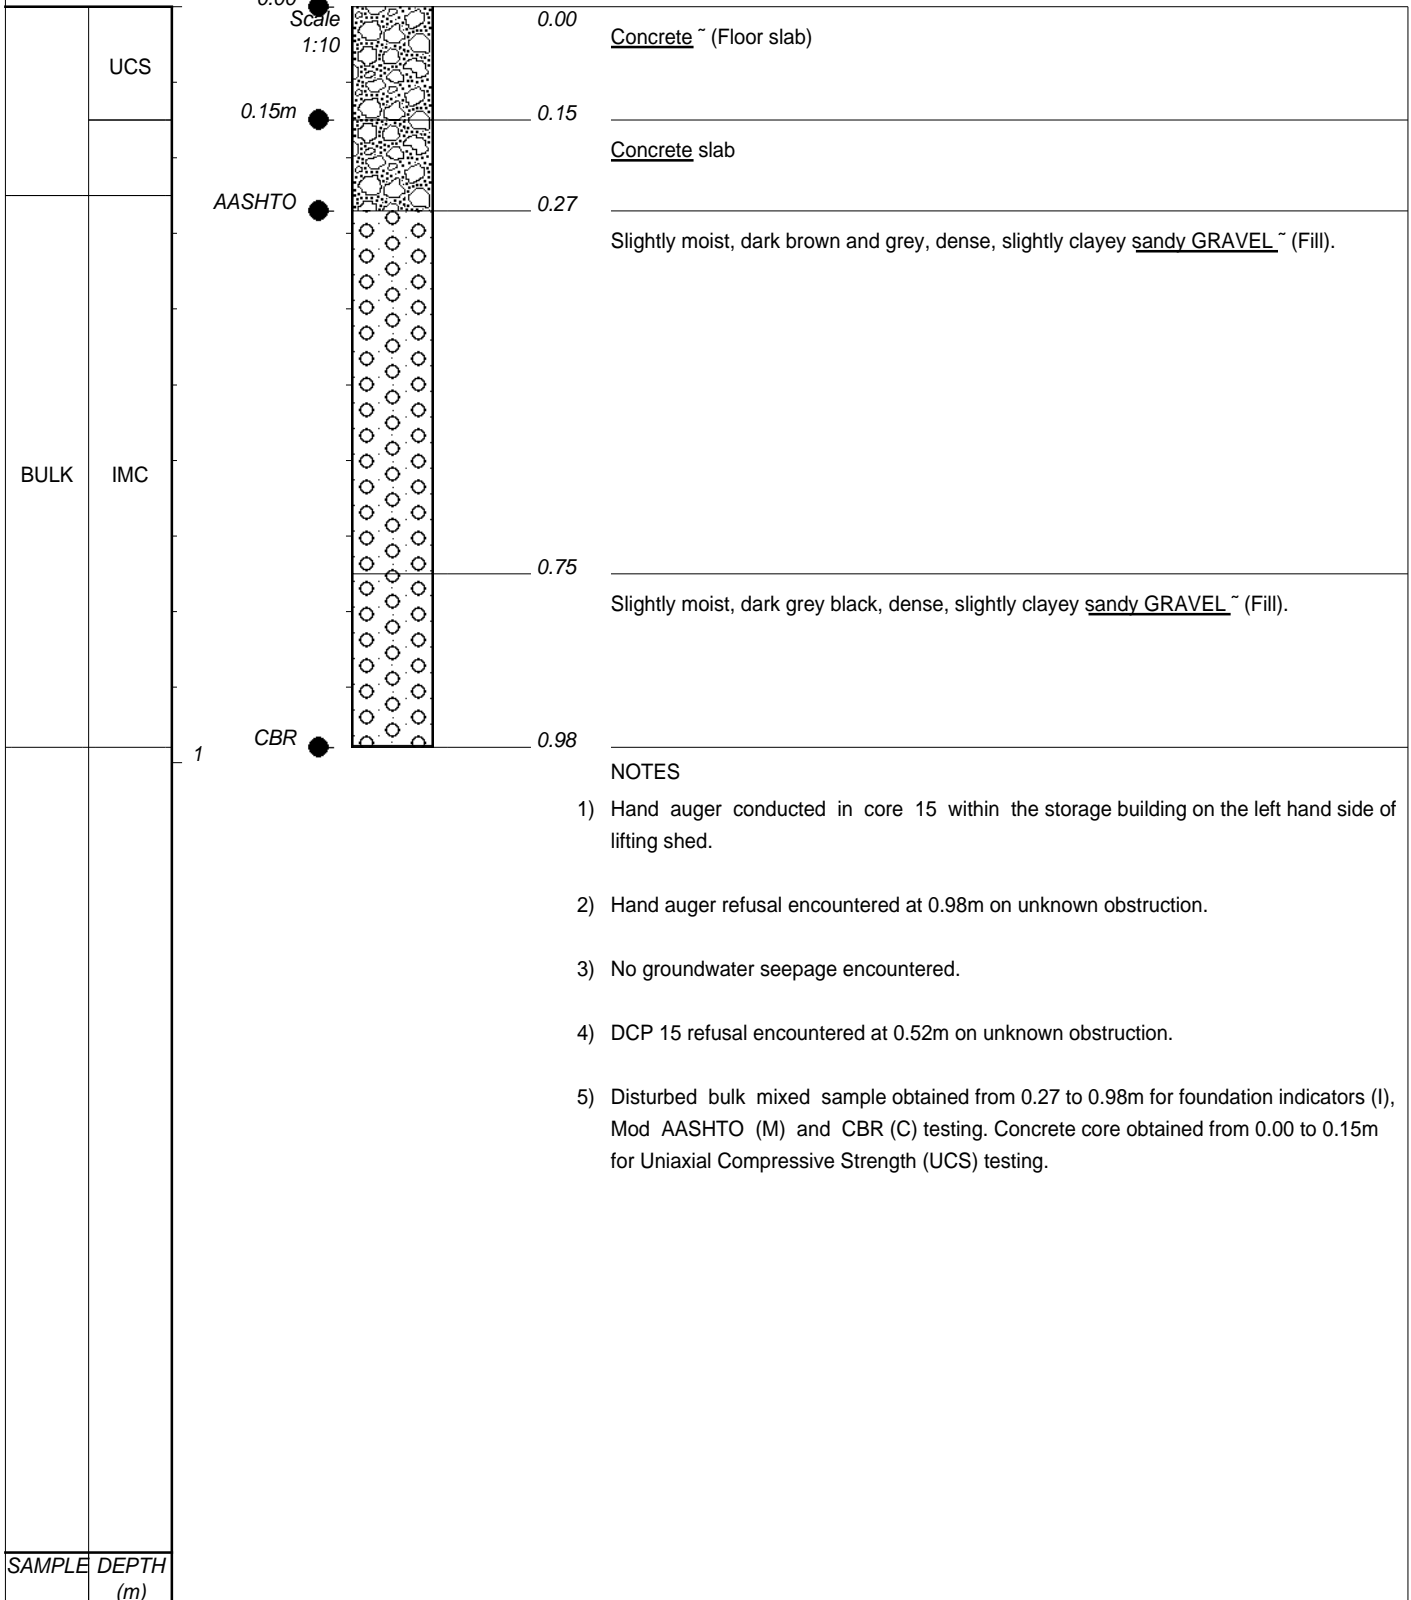 0.00
Scale
1:10
0.00
Concrete ˜ (Floor slab)
UCS
0.15m
0.15
Concrete slab
AASHTO
0.27
Slightly moist, dark brown and grey, dense, slightly clayey sandy GRAVEL ˜ (Fill).
BULK IMC
0.75
Slightly moist, dark grey black, dense, slightly clayey sandy GRAVEL ˜ (Fill).
1
CBR
0.98
NOTES
1) Hand auger conducted in core 15 within the storage building on the left hand side of
lifting shed.
2) Hand auger refusal encountered at 0.98m on unknown obstruction.
3) No groundwater seepage encountered.
4) DCP 15 refusal encountered at 0.52m on unknown obstruction.
5) Disturbed bulk mixed sample obtained from 0.27 to 0.98m for foundation indicators (I),
Mod AASHTO (M) and CBR (C) testing. Concrete core obtained from 0.00 to 0.15m
for Uniaxial Compressive Strength (UCS) testing.
SAMPLE DEPTH
(m)